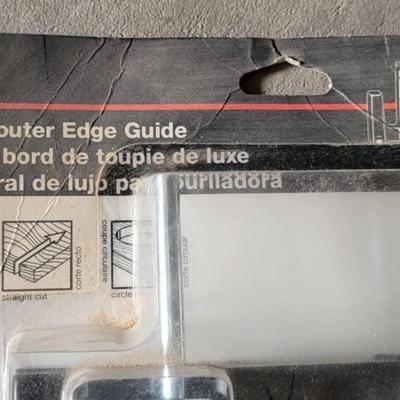 outer Edge Guide
bord de toupie de luxe
ral de lujo pa ouriladora
corte recto
coupe circulaire
corte circular
straight cut
circle